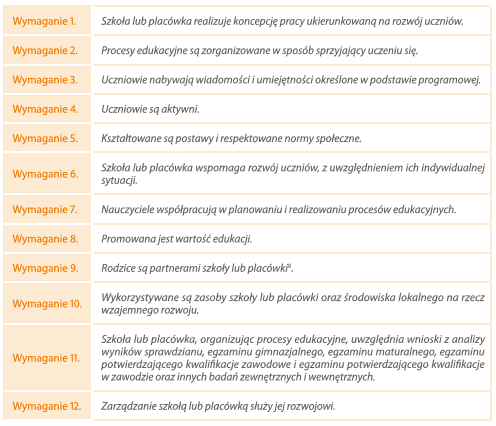 Wymaganie 1. Szkoła lub placówka realizuje koncepcję pracy ukierunkowaną na rozwój uczniów.
Wymaganie 2. Procesy edukacyjne są zorganizowane w sposób sprzyjający uczeniu się.
Wymaganie 3. Uczniowie nabywają wiadomości i umiejętności określone w podstawie programowej.
Wymaganie 4. Uczniowie są aktywni.
Wymaganie 5. Kształtowane są postawy i respektowane normy społeczne.
Wymaganie 6. Szkoła lub placówka wspomaga rozwój uczniów, z uwzględnieniem ich indywidualnej
sytuacji.
Wymaganie 7. Nauczyciele współpracują w planowaniu i realizowaniu procesów edukacyjnych.
Wymaganie 8. Promowana jest wartość edukacji.
Wymaganie 9. Rodzice są partnerami szkoły lub placówki⁸.
Wymaganie 10. Wykorzystywane są zasoby szkoły lub placówki oraz środowiska lokalnego na rzecz
wzajemnego rozwoju.
Wymaganie 11. Szkoła lub placówka, organizując procesy edukacyjne, uwzględnia wnioski z analizy
wyników sprawdzianu, egzaminu gimnazjalnego, egzaminu maturalnego, egzaminu
potwierdzającego kwalifikacje zawodowe i egzaminu potwierdzającego kwalifikacje
w zawodzie oraz innych badań zewnętrznych i wewnętrznych.
Wymaganie 12. Zarządzanie szkołą lub placówką służy jej rozwojowi.